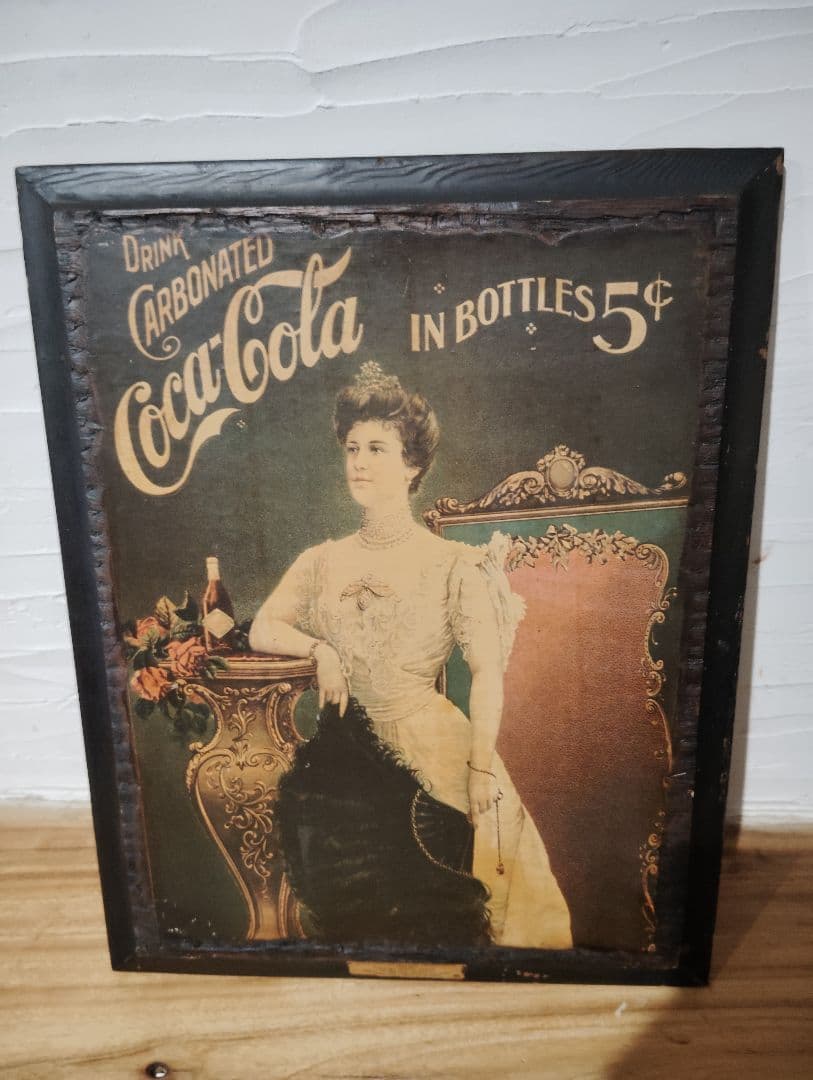 DRINK
CARBONATED
Coca-Cola
IN BOTTLES 5¢